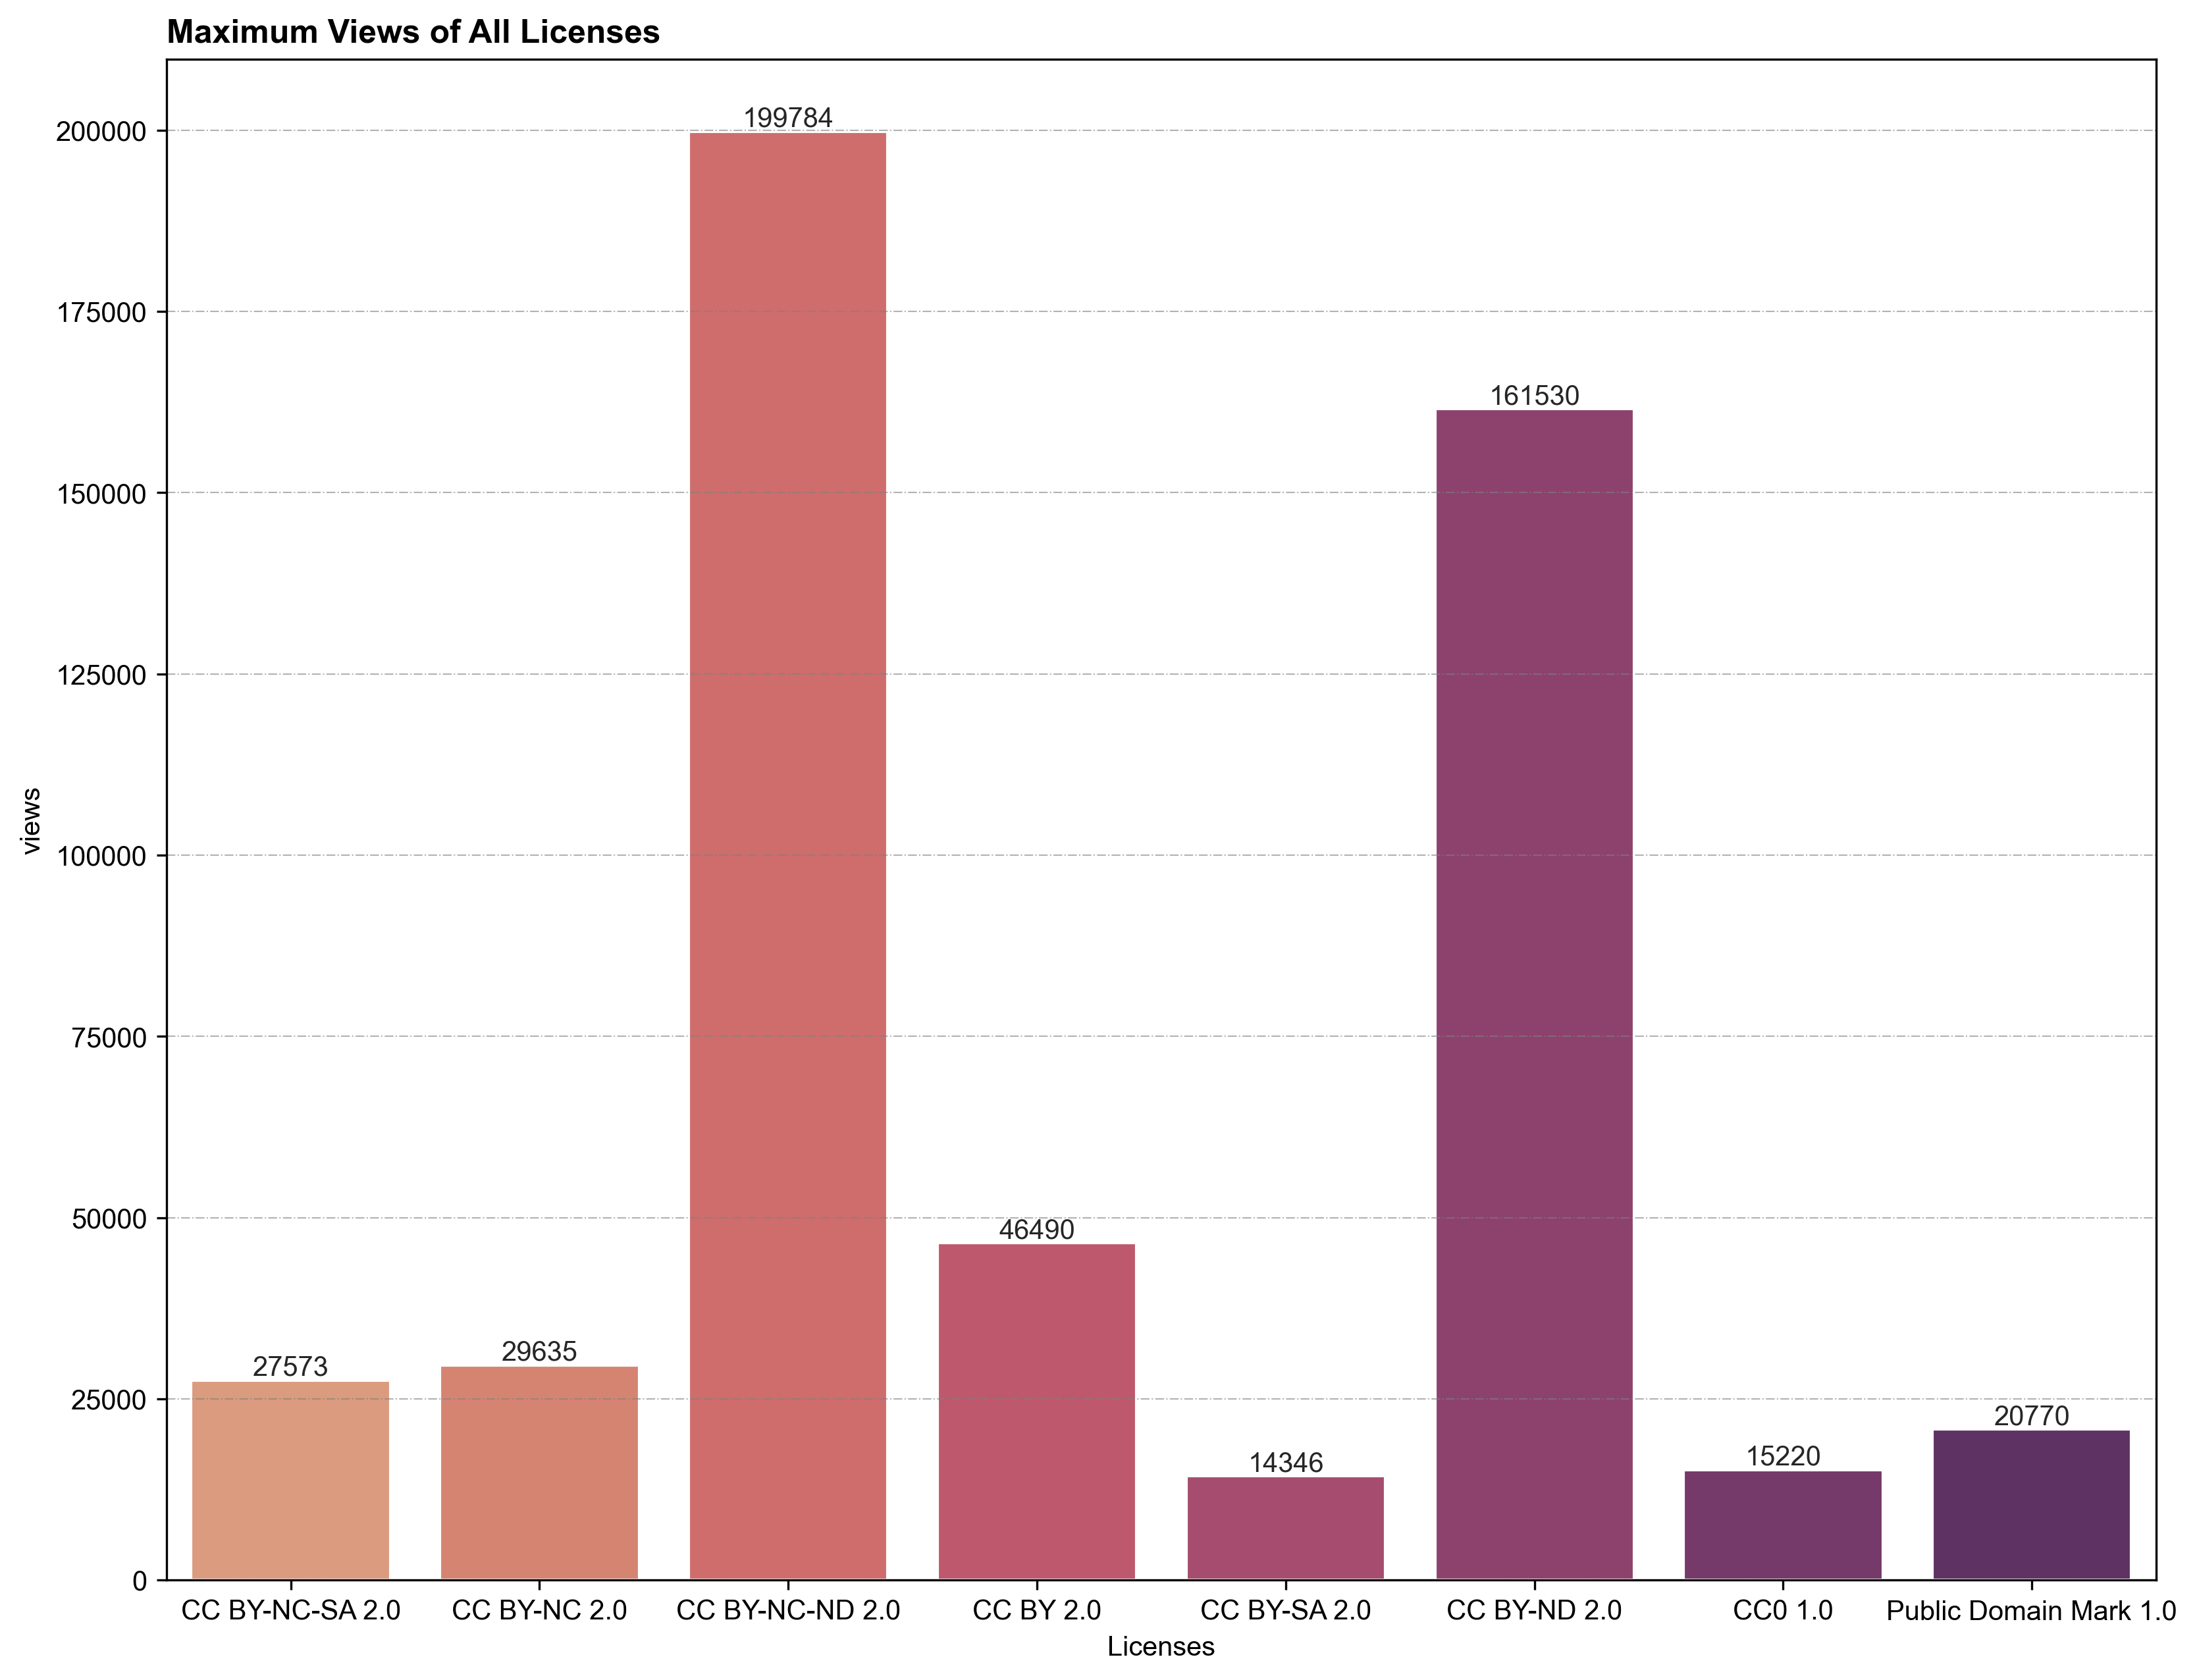 Maximum Views of All Licenses
views
200000
175000
150000
125000
100000
75000
50000
25000
0
27573
29635
199784
46490
14346
161530
15220
20770
CC BY-NC-SA 2.0
CC BY-NC 2.0
CC BY-NC-ND 2.0
CC BY 2.0
CC BY-SA 2.0
CC BY-ND 2.0
CC0 1.0
Public Domain Mark 1.0
Licenses